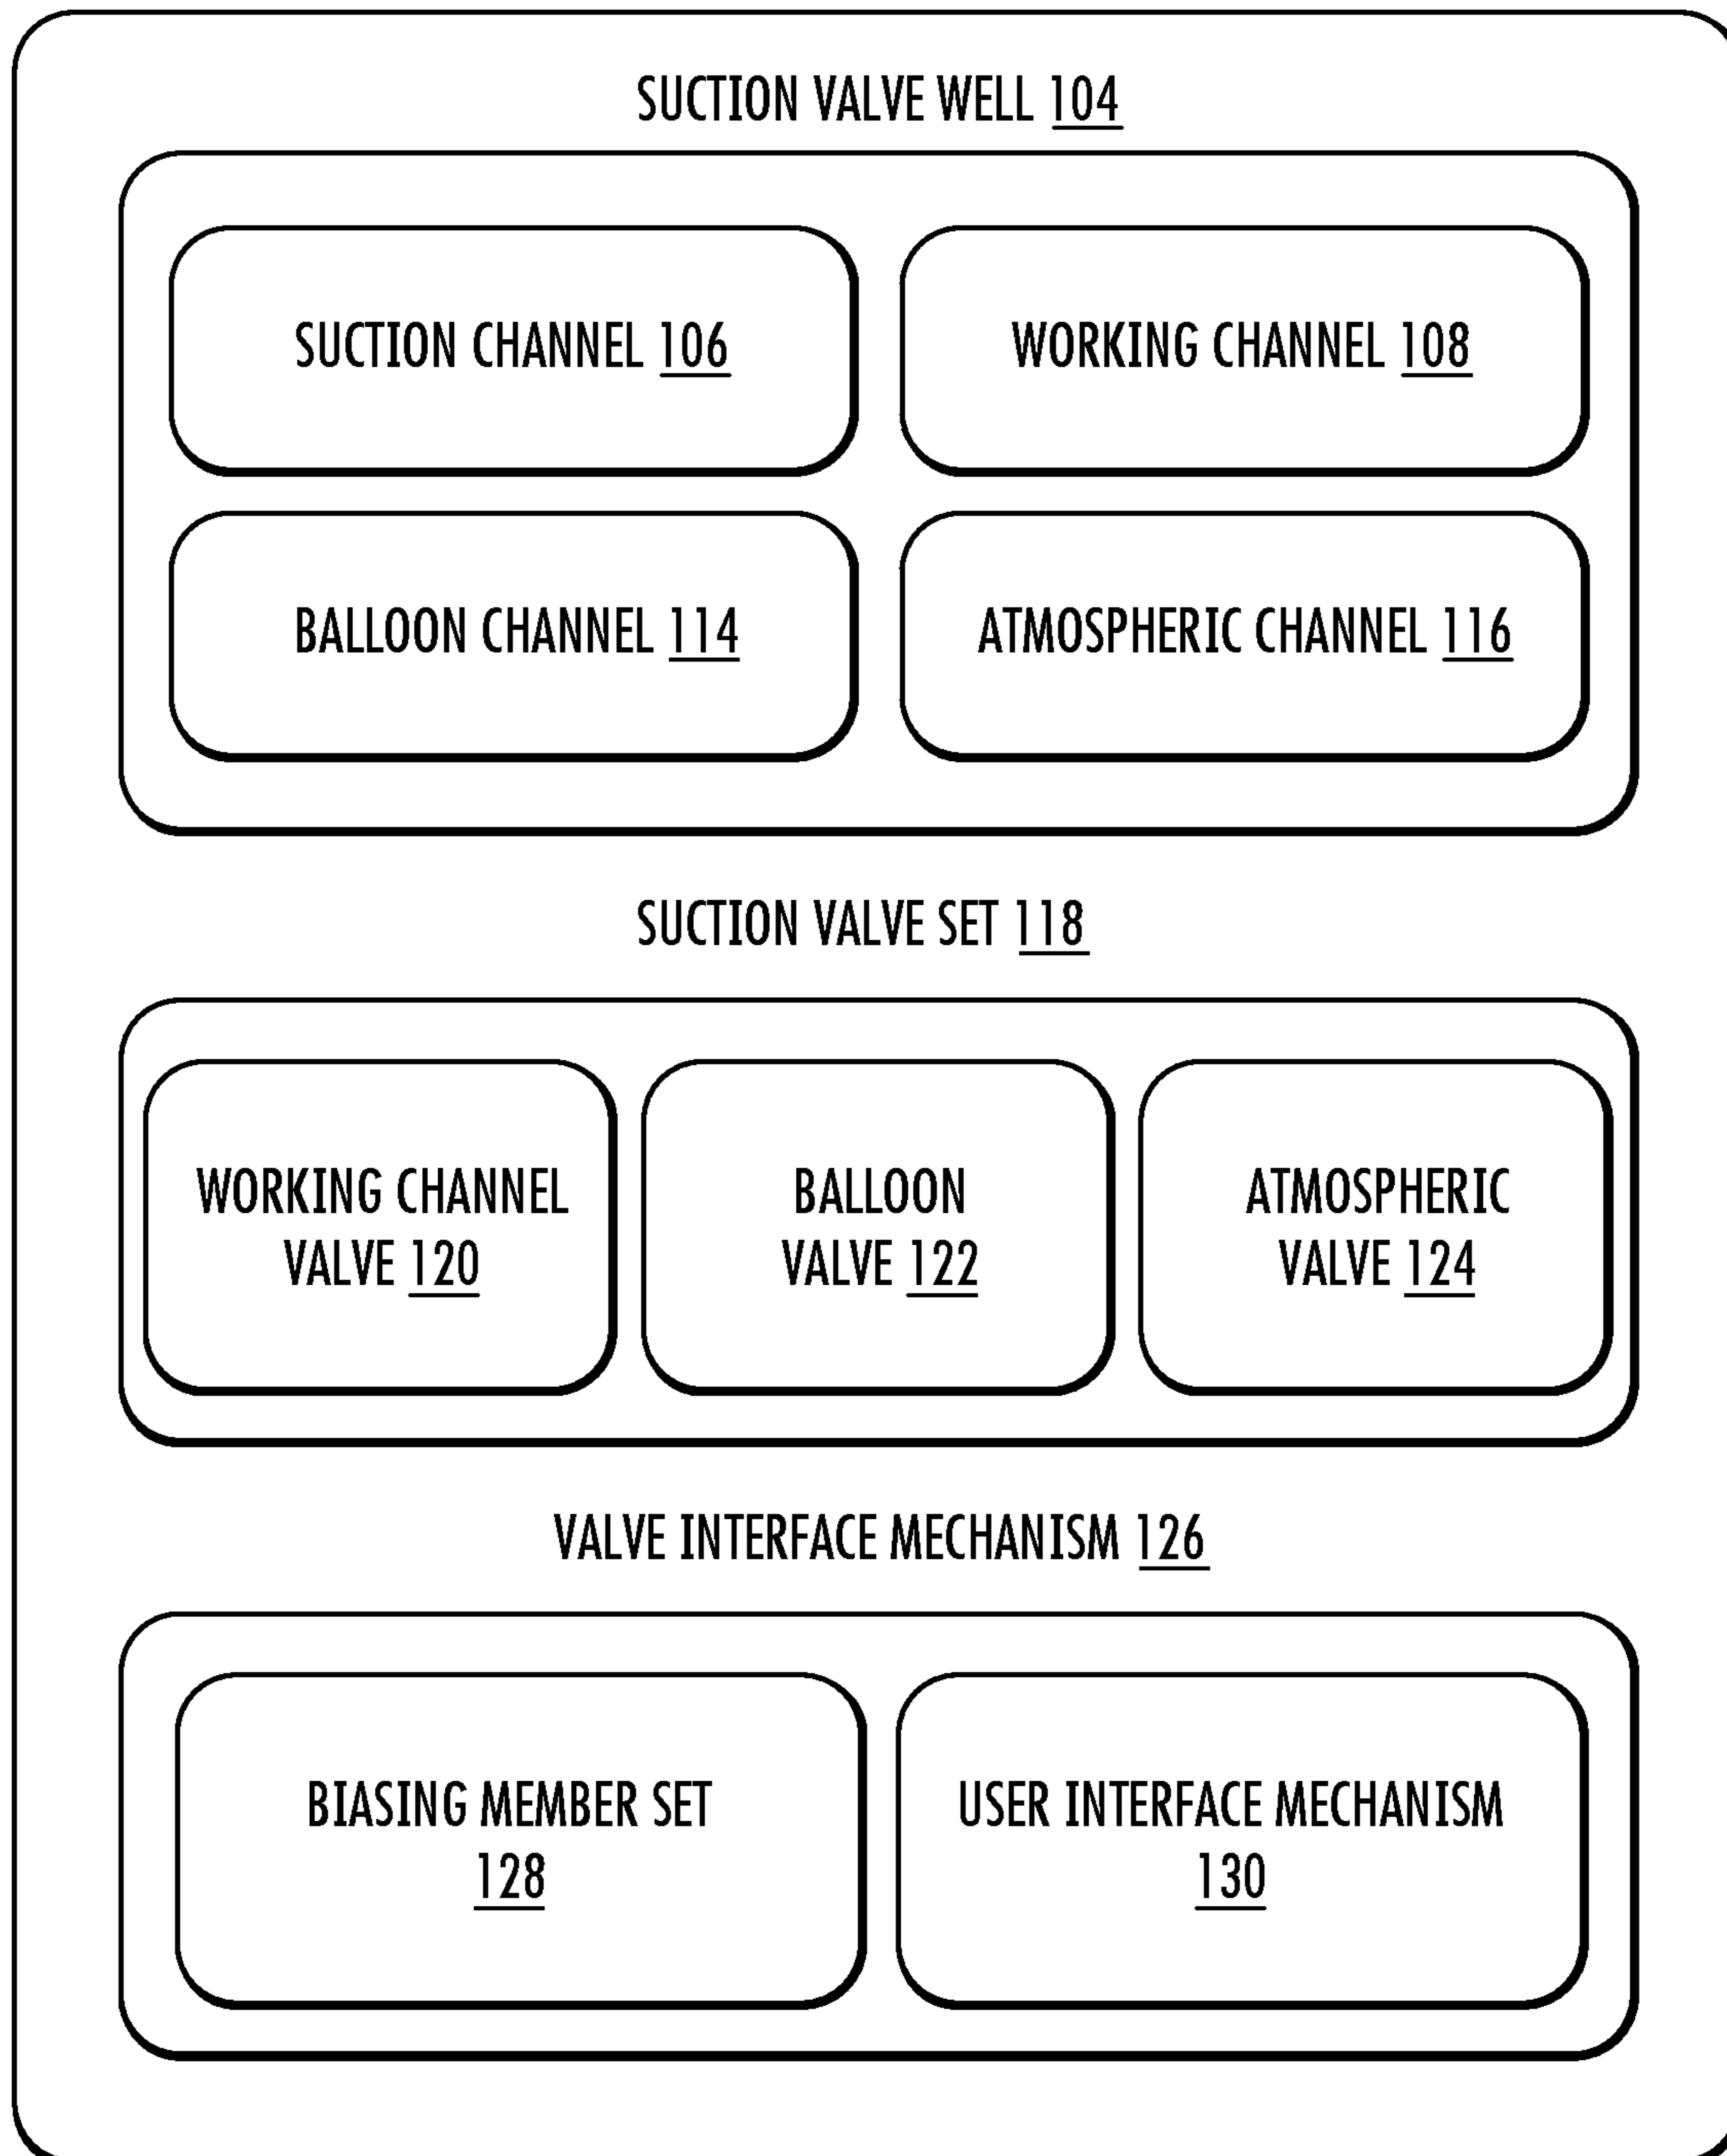 SUCTION VALVE WELL 104
SUCTION CHANNEL 106
WORKING CHANNEL 108
BALLOON CHANNEL 114
ATMOSPHERIC CHANNEL 116
SUCTION VALVE SET 118
WORKING CHANNEL
VALVE 120
BALLOON
VALVE 122
ATMOSPHERIC
VALVE 124
VALVE INTERFACE MECHANISM 126
BIASING MEMBER SET
128
USER INTERFACE MECHANISM
130